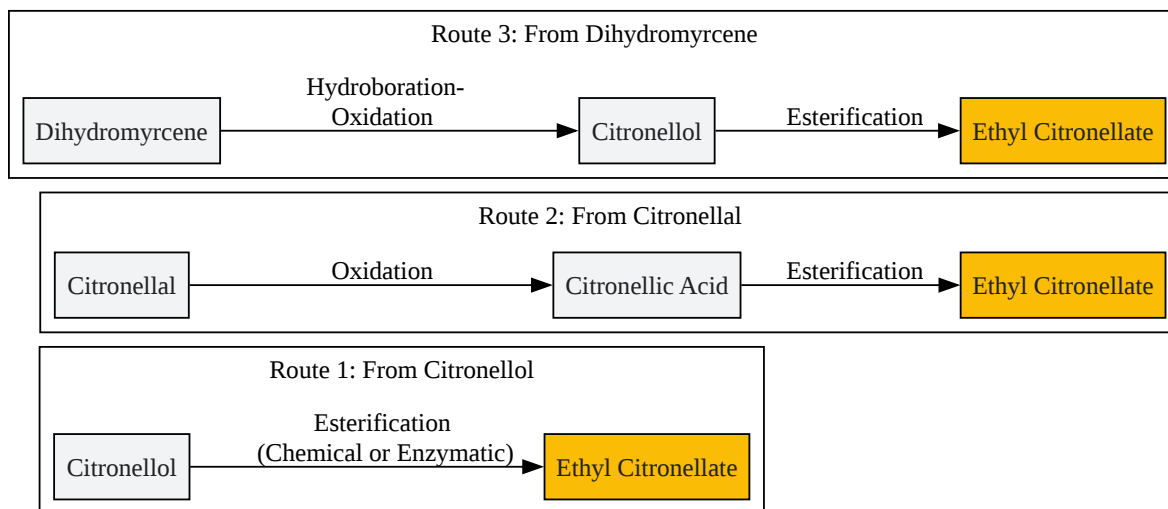 Route 3: From Dihydromyrcene
Hydroboration-
Oxidation
Esterification
Dihydromyrcene
Citronellol
Ethyl Citronellate
Route 2: From Citronellal
Oxidation
Esterification
Citronellal
Citronellic Acid
Ethyl Citronellate
Route 1: From Citronellol
Esterification
(Chemical or Enzymatic)
Citronellol
Ethyl Citronellate